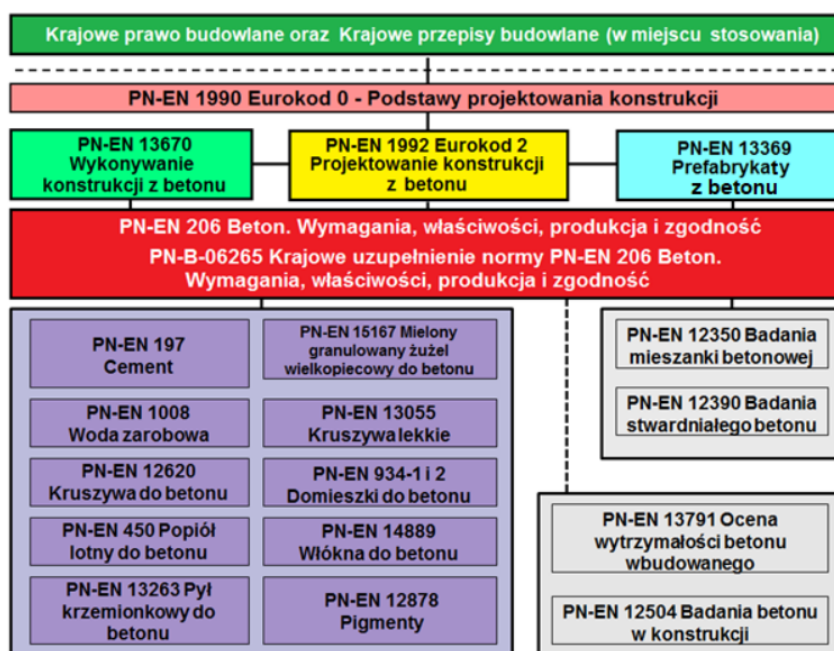 Krajowe prawo budowlane oraz Krajowe przepisy budowlane (w miejscu stosowania)
PN-EN 1990 Eurokod 0 - Podstawy projektowania konstrukcji
PN-EN 13670
Wykonywanie
konstrukcji z betonu
PN-EN 1992 Eurokod 2
Projektowanie konstrukcji
z betonu
PN-EN 13369
Prefabrykaty
z betonu
PN-EN 206 Beton. Wymagania, właściwości, produkcja i zgodność
PN-B-06265 Krajowe uzupełnienie normy PN-EN 206 Beton.
Wymagania, właściwości, produkcja i zgodność
PN-EN 197
Cement
PN-EN 15167 Mielony
granulowany żużel
wielkopiecowy do betonu
PN-EN 1008
Woda zarobowa
PN-EN 13055
Kruszywa lekkie
PN-EN 12620
Kruszywa do betonu
PN-EN 934-1 i 2
Domieszki do betonu
PN-EN 450 Popiół
lotny do betonu
PN-EN 14889
Włókna do betonu
PN-EN 13263 Pył
krzemionkowy do
betonu
PN-EN 12878
Pigmenty
PN-EN 12350 Badania
mieszanki betonowej
PN-EN 12390 Badania
stwardniałego betonu
PN-EN 13791 Ocena
wytrzymałości betonu
wbudowanego
PN-EN 12504 Badania betonu
w konstrukcji